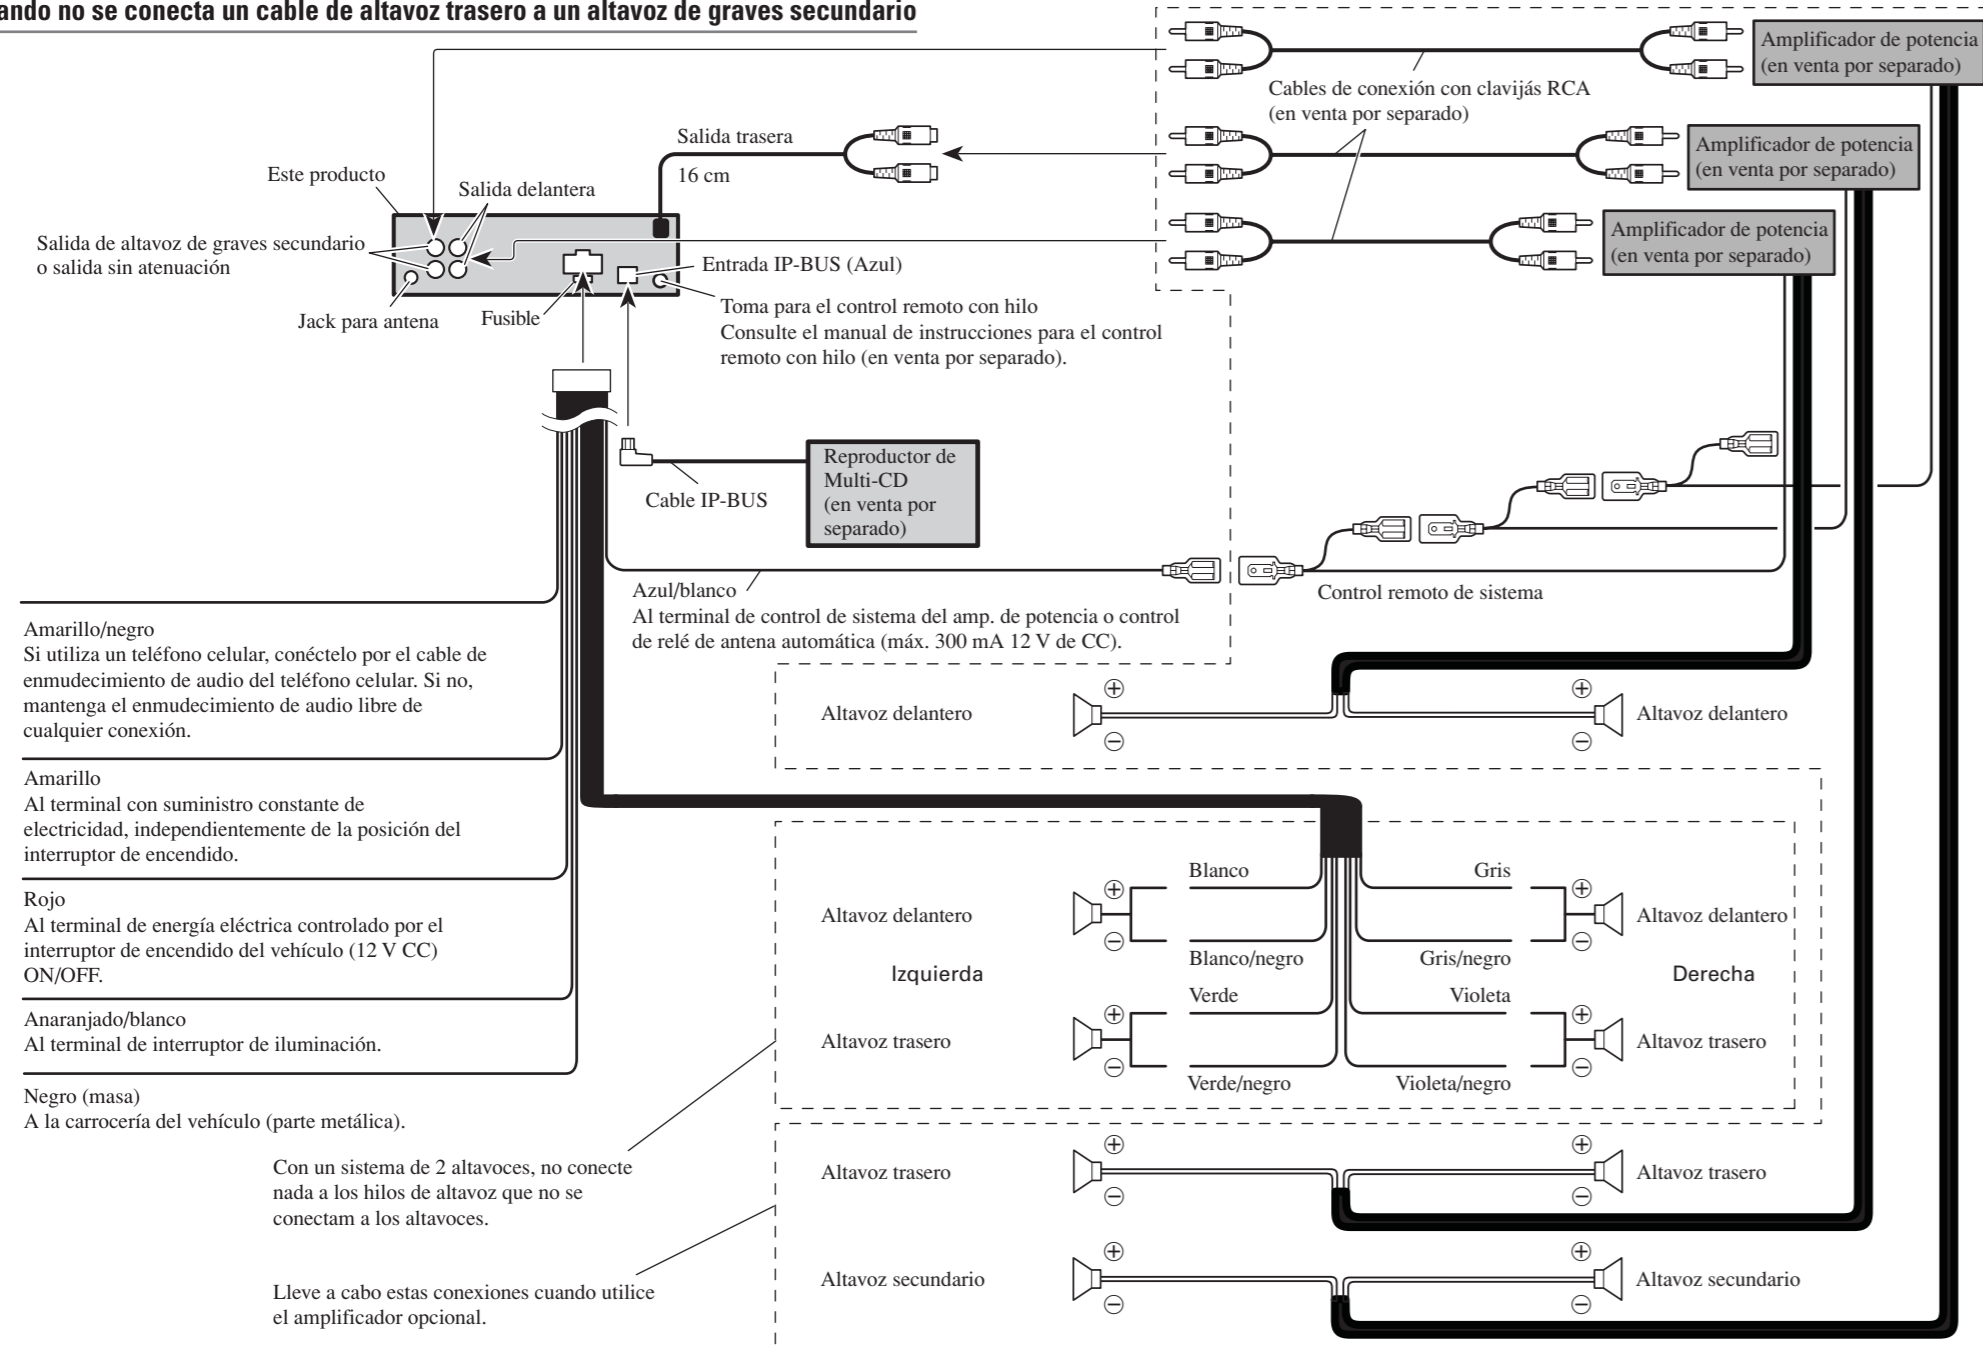 ando no se conecta un cable de altavoz trasero a un altavoz de graves secundario
Amplificador de potencia
(en venta por separado)
Cables de conexión con clavijás RCA
(en venta por separado)
Salida trasera
16 cm
Amplificador de potencia
(en venta por separado)
Este producto
Salida delantera
Amplificador de potencia
(en venta por separado)
Salida de altavoz de graves secundario
o salida sin atenuación
Entrada IP-BUS (Azul)
Jack para antena
Fusible
Toma para el control remoto con hilo
Consulte el manual de instrucciones para el control
remoto con hilo (en venta por separado).
Reproductor de
Multi-CD
(en venta por
separado)
Cable IP-BUS
Azul/blanco
Al terminal de control de sistema del amp. de potencia o control
de relé de antena automática (máx. 300 mA 12 V de CC).
Control remoto de sistema
Amarillo/negro
Si utiliza un teléfono celular, conéctelo por el cable de
enmudecimiento de audio del teléfono celular. Si no,
mantenga el enmudecimiento de audio libre de
cualquier conexión.
Amarillo
Al terminal con suministro constante de
electricidad, independientemente de la posición del
interruptor de encendido.
Rojo
Al terminal de energía eléctrica controlado por el
interruptor de encendido del vehículo (12 V CC)
ON/OFF.
Anaranjado/blanco
Al terminal de interruptor de iluminación.
Negro (masa)
A la carrocería del vehículo (parte metálica).
Altavoz delantero
⊕
⊖
⊕
⊖
Altavoz delantero
Blanco
Gris
Altavoz delantero
⊕
⊖
⊕
⊖
Altavoz delantero
Blanco/negro
Gris/negro
Izquierda
Derecha
Verde
Violeta
Altavoz trasero
⊕
⊖
⊕
⊖
Altavoz trasero
Verde/negro
Violeta/negro
Con un sistema de 2 altavoces, no conecte
nada a los hilos de altavoz que no se
conectam a los altavoces.
Altavoz trasero
⊕
⊖
⊕
⊖
Altavoz trasero
Lleve a cabo estas conexiones cuando utilice
el amplificador opcional.
Altavoz secundario
⊕
⊖
⊕
⊖
Altavoz secundario